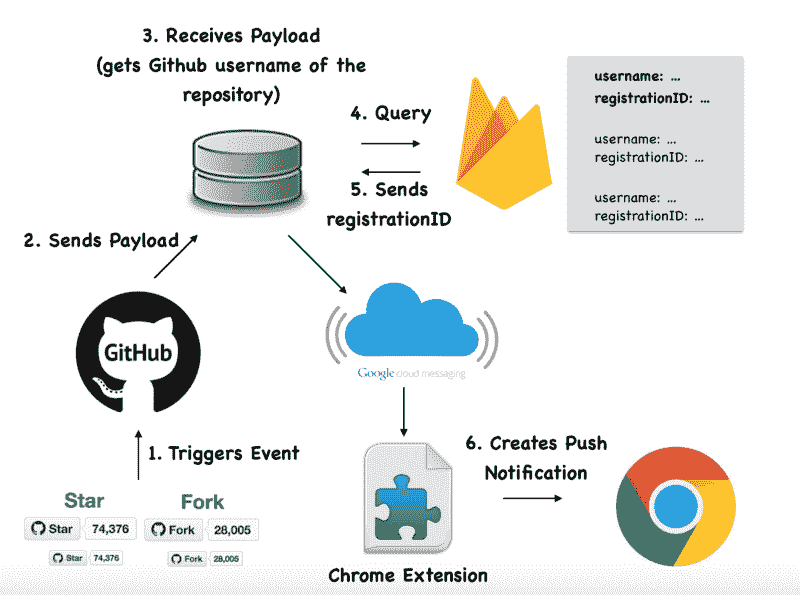 3. Receives Payload
(gets Github username of the
repository)
4. Query
5. Sends
registrationID
username: ...
registrationID: ...
username: ...
registrationID: ...
username: ...
registrationID: ...
2. Sends Payload
GitHub
Google cloud messaging
1. Triggers Event
6. Creates Push
Notification
Star
Fork
Star 74,376
Fork 28,005
Star 74,376
Fork 28,005
Chrome Extension